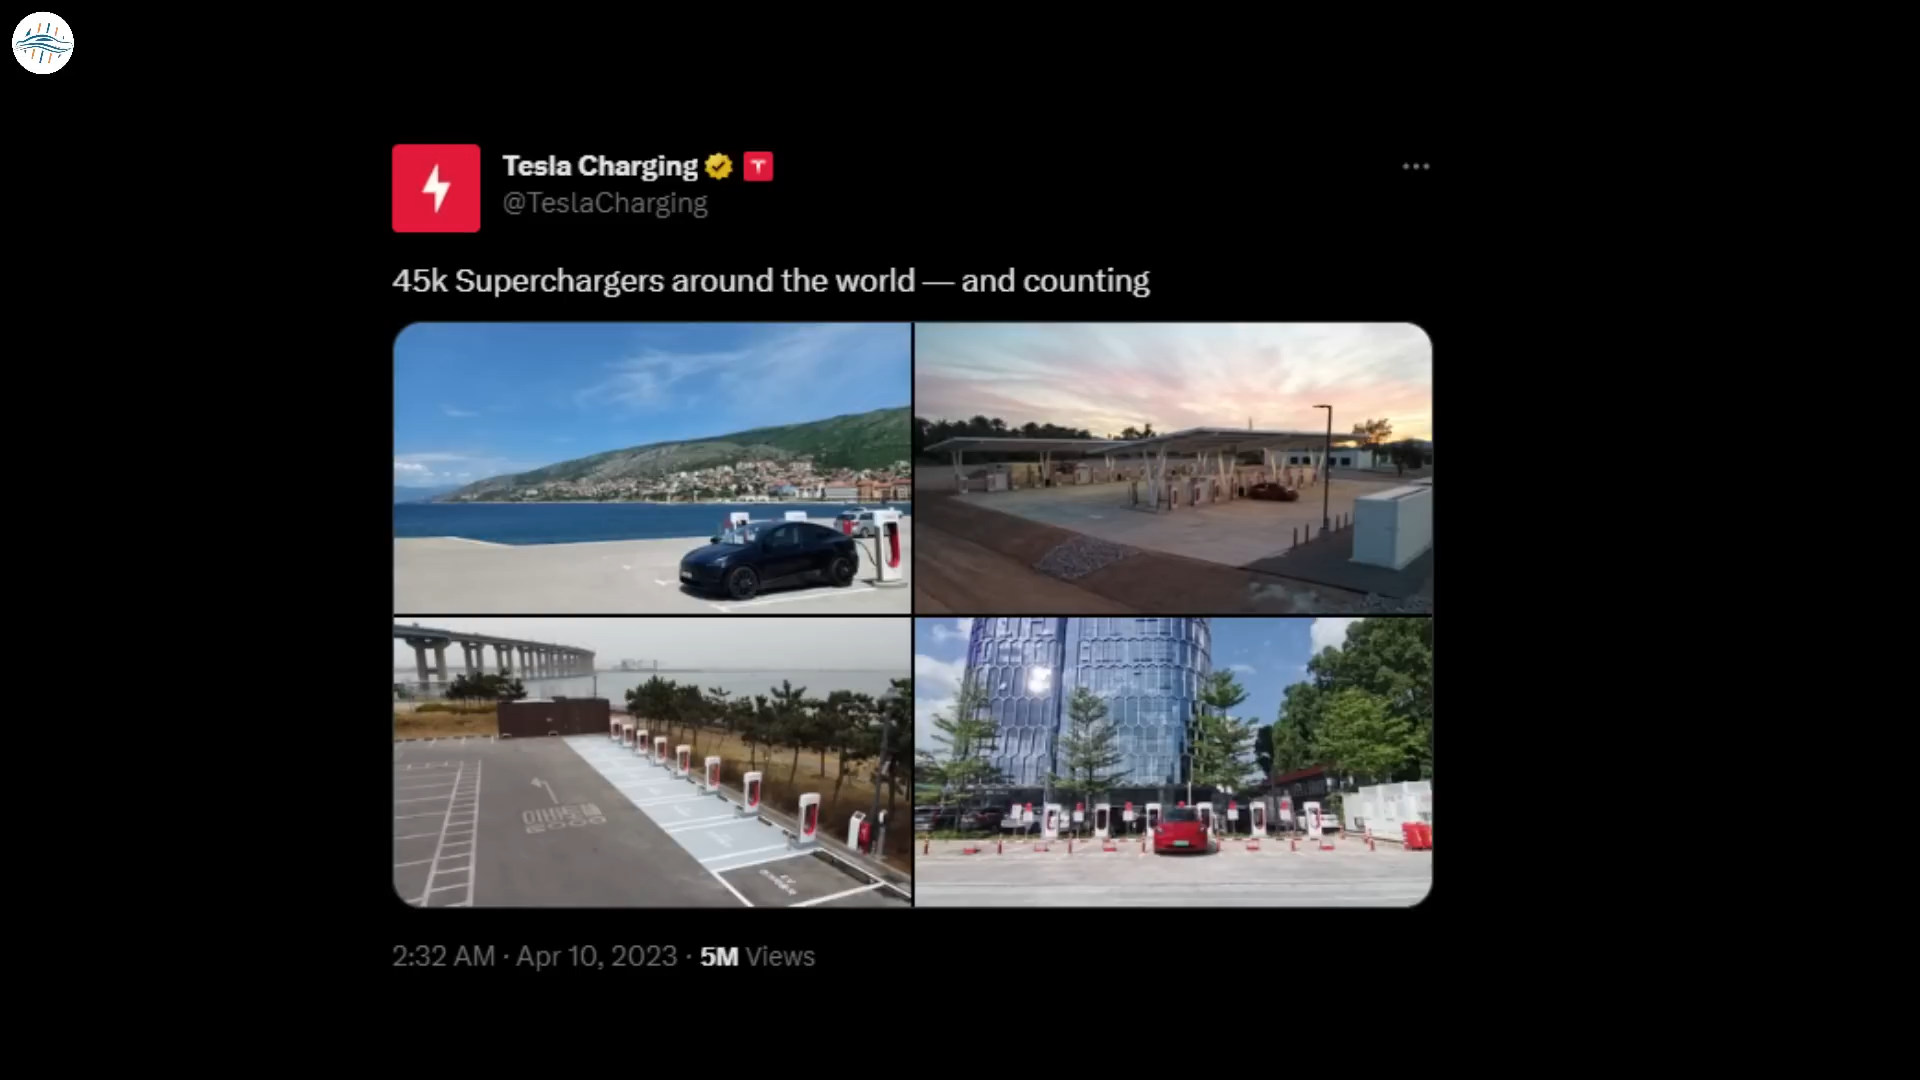 Tesla Charging
@TeslaCharging
45k Superchargers around the world — and counting
2:32 AM · Apr 10, 2023 · 5M Views